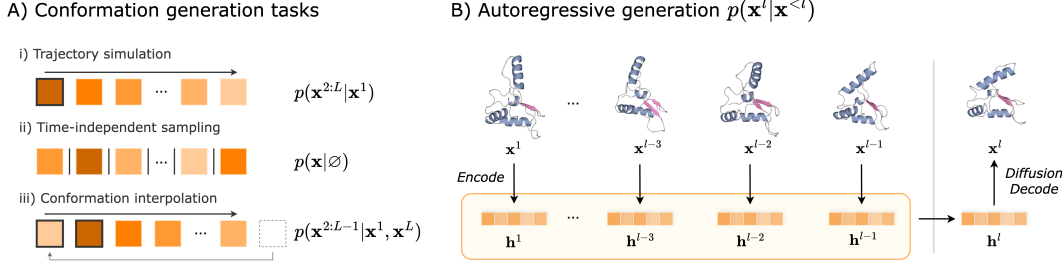 A) Conformation generation tasks
i) Trajectory simulation
...
p(x^{2:L}|x^1)
ii) Time-independent sampling
...
p(x|∅)
iii) Conformation interpolation
...
p(x^{2:L-1}|x^1, x^L)
B) Autoregressive generation p(x^l|x^{<l})
...
x^1 x^{l-3} x^{l-2} x^{l-1} x^l
Encode
Diffusion
Decode
...
h^1 h^{l-3} h^{l-2} h^{l-1} h^l